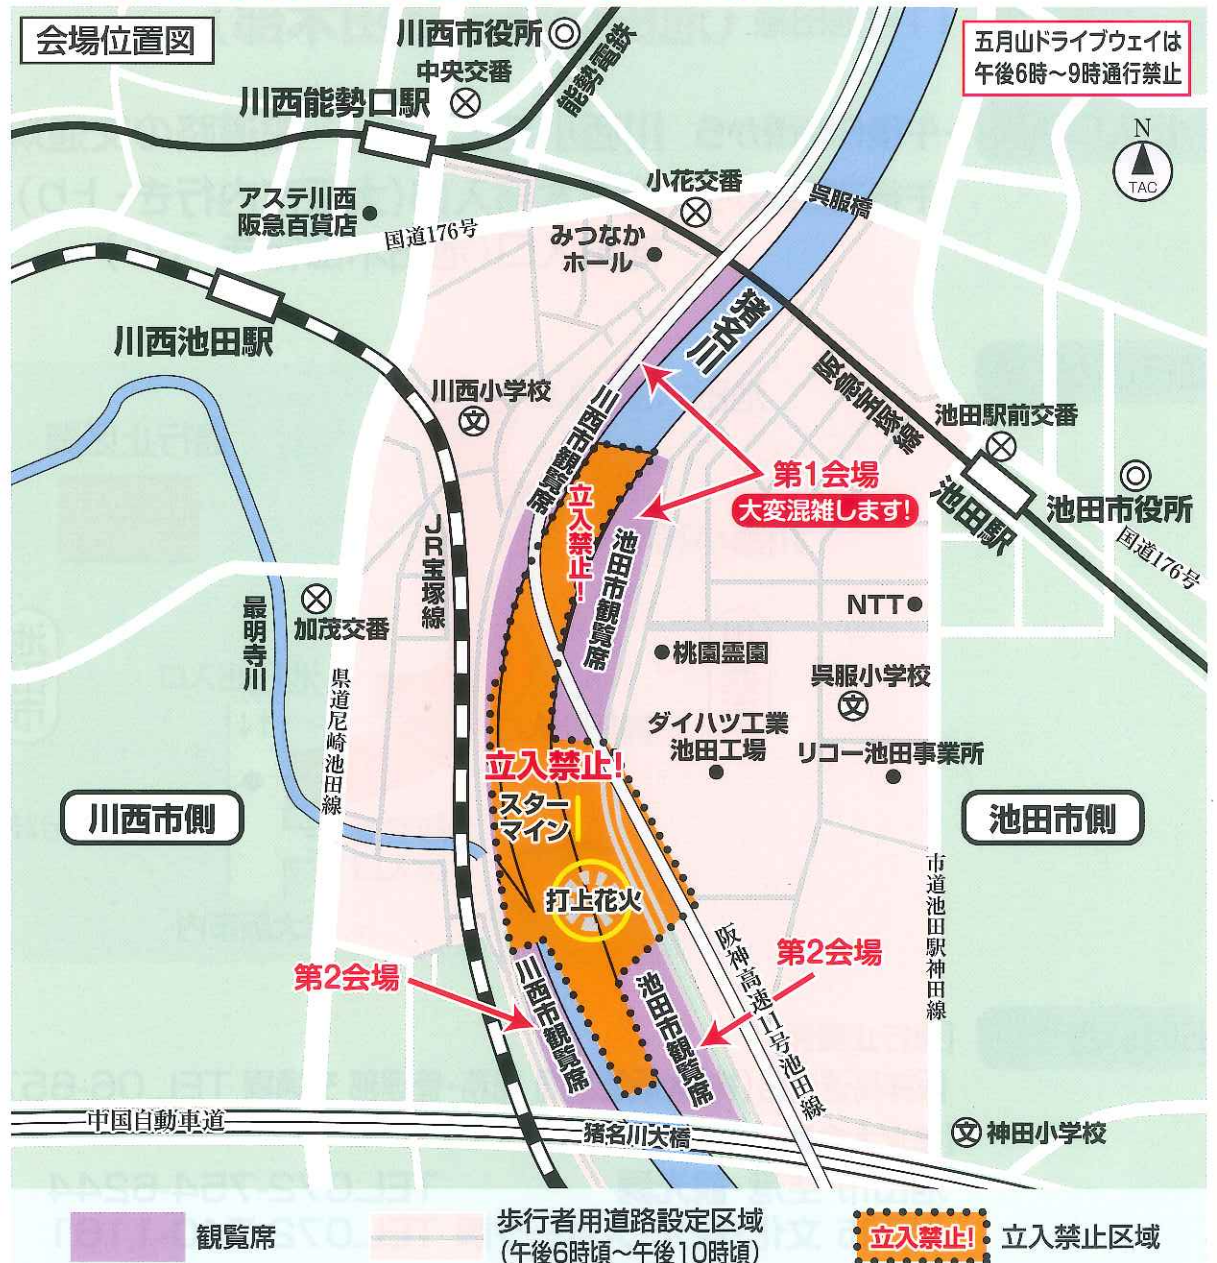 会場位置図
川西市役所
中央交番
川西能勢口駅
能勢電鉄
五月山ドライブウェイは
午後6時～9時通行禁止
N
TAC
小花交番
呉服橋
アステ川西
阪急百貨店
国道176号
みつなか
ホール
猪名川
川西池田駅
阪急宝塚線
川西小学校
文
川西市観覧席
池田駅前交番
第1会場
大変混雑します!
池田駅
池田市役所
国道176号
立入禁止!
池田市観覧席
JR宝塚線
最明寺川
加茂交番
NTT
桃園霊園
呉服小学校
文
県道尼崎池田線
ダイハツ工業
池田工場
リコー池田事業所
立入禁止!
スター
マイン
川西市側
池田市側
打上花火
市道池田駅神田線
第2会場
川西市観覧席
池田市観覧席
第2会場
阪神高速11号池田線
中国自動車道
猪名川大橋
文 神田小学校
観覧席
歩行者用道路設定区域
(午後6時頃～午後10時頃)
立入禁止!
立入禁止区域